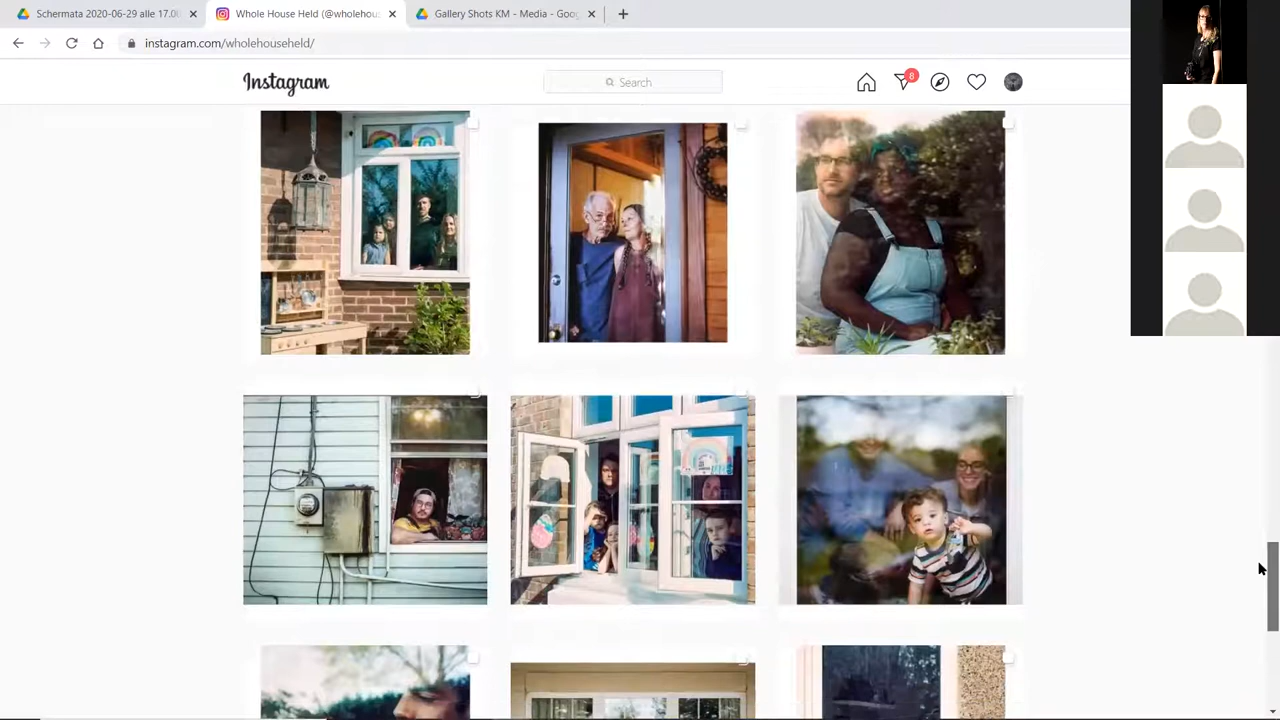 Schermata 2020-06-29 alle 17.0
Whole House Held (@wholehou
Gallery Shots KM - Media - Goo
instagram.com/wholehouseheld/
Instagram
Search
8